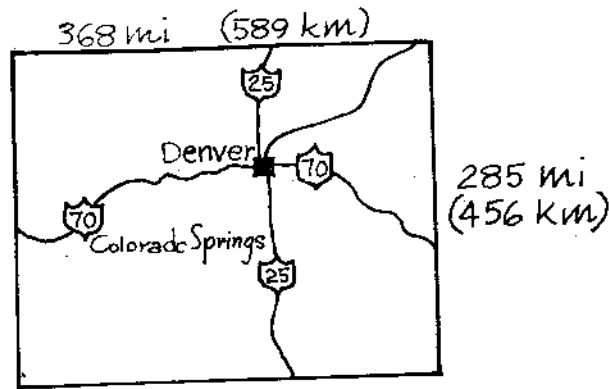 368 mi (589 km)
25
Denver
70
285 mi
(456 km)
70
Colorado Springs
25